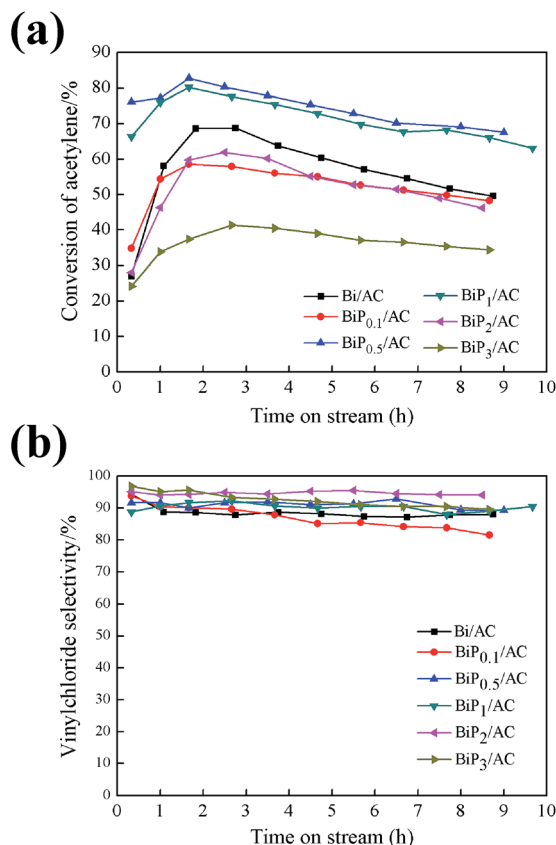 (a)
Conversion of acetylene/%
90
80
70
60
50
40
30
20
10
0
Bi/AC
BiP0.1/AC
BiP0.5/AC
BiP1/AC
BiP2/AC
BiP3/AC
0 1 2 3 4 5 6 7 8 9 10
Time on stream (h)
(b)
Vinylchloride selectivity/%
100
90
80
70
60
50
40
30
20
10
0
Bi/AC
BiP0.1/AC
BiP0.5/AC
BiP1/AC
BiP2/AC
BiP3/AC
0 1 2 3 4 5 6 7 8 9 10
Time on stream (h)